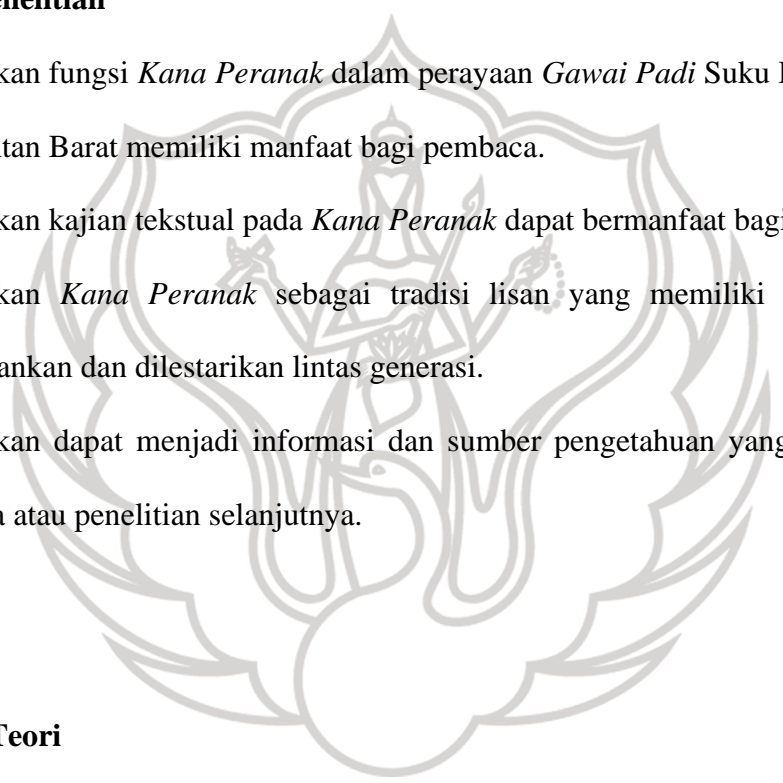 kan fungsi Kana Peranak dalam perayaan Gawai Padi Suku
tan Barat memiliki manfaat bagi pembaca.
kan kajian tekstual pada Kana Peranak dapat bermanfaat bagi
kan Kana Peranak sebagai tradisi lisan yang memiliki
ankan dan dilestarikan lintas generasi.
kan dapat menjadi informasi dan sumber pengetahuan yang
a atau penelitian selanjutnya.
Teori